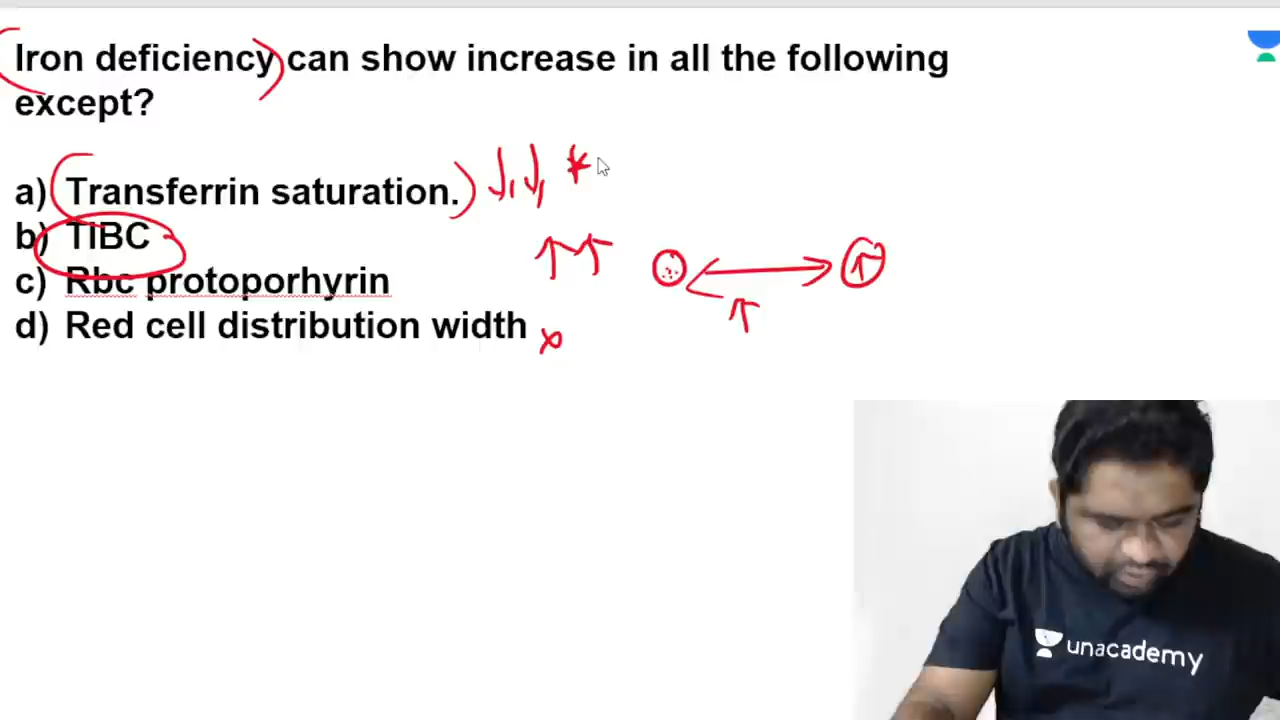 Iron deficiency can show increase in all the following
except?
a) Transferrin saturation.
b) TIBC
c) Rbc protoporhyrin
d) Red cell distribution width
unacademy